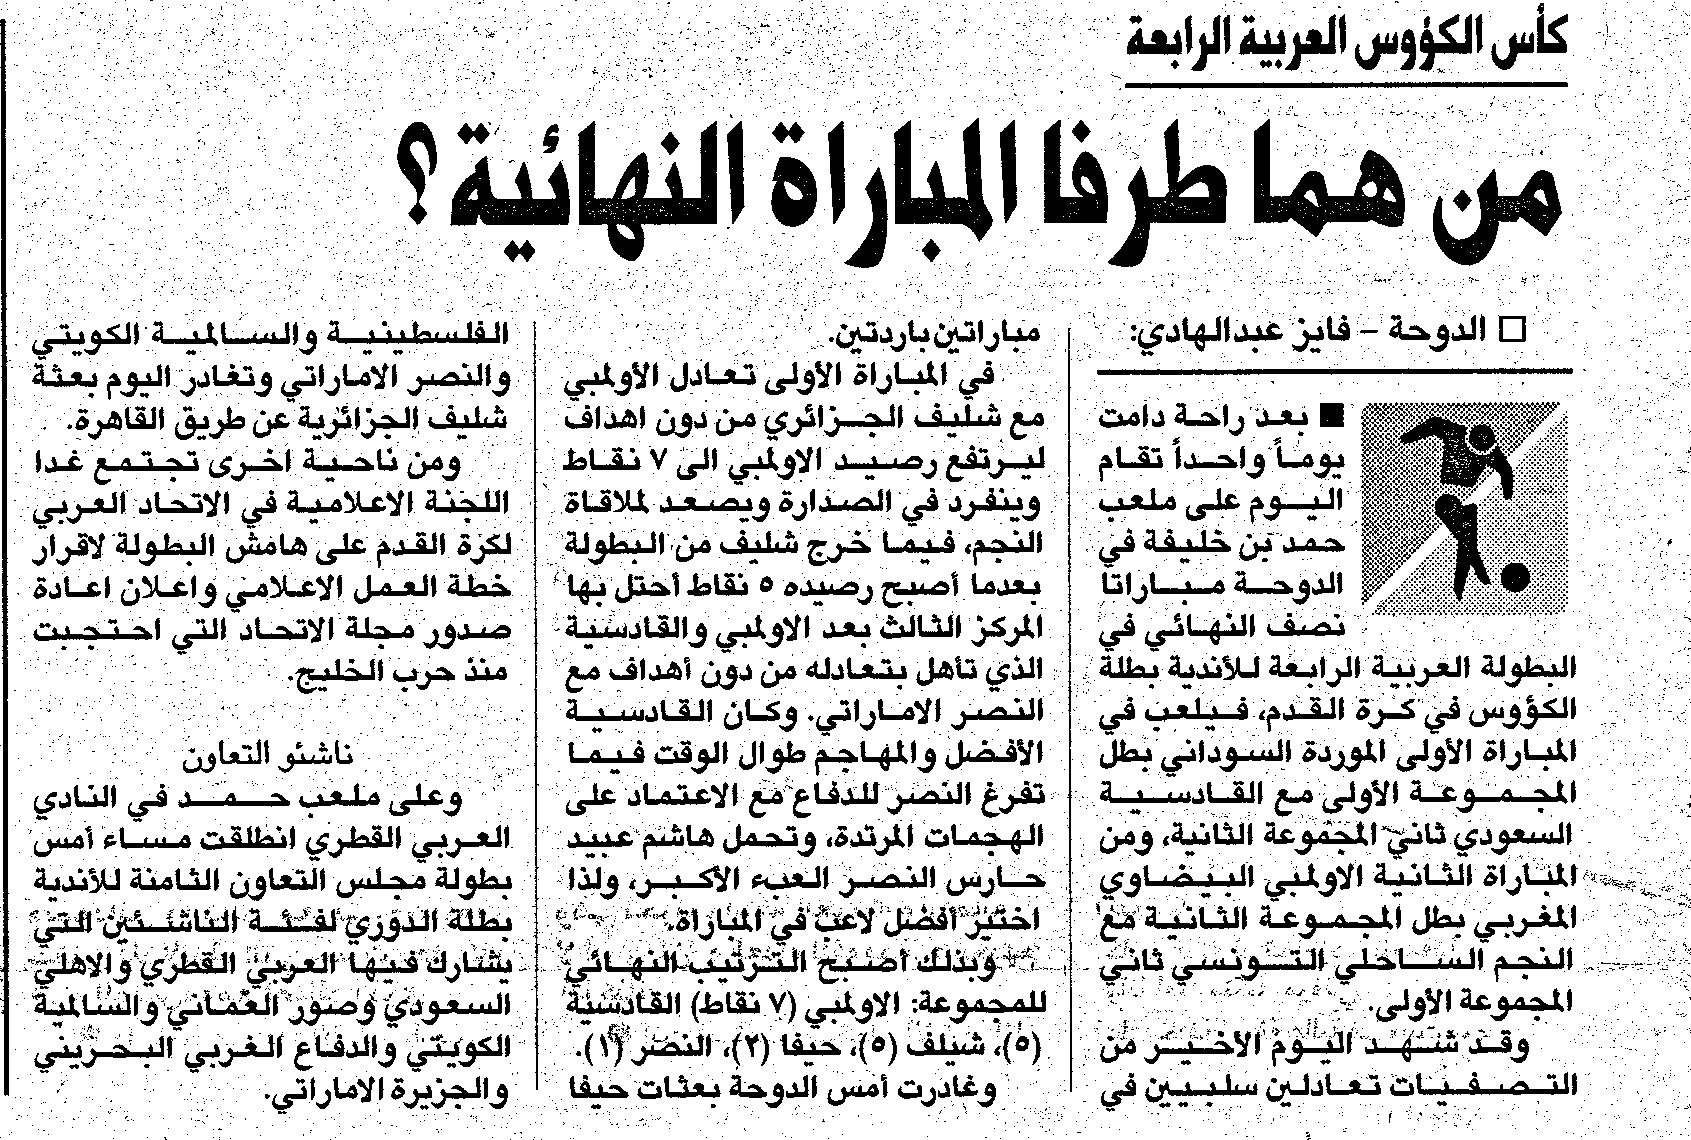 كأس الكؤوس العربية الرابعة
من هما طرفا المباراة النهائية؟
□ الدوحة - فايز عبدالهادي:
■ بعد راحة دامت
يوماً واحداً تقام
اليوم على ملعب
حمد بن خليفة في
الدوحة مباراتا
نصف النهائي في
البطولة العربية الرابعة للأندية بطلة
الكؤوس في كرة القدم، فيلعب في
المباراة الأولى الموردة السوداني بطل
المجموعة الأولى مع القادسية
السعودي ثاني المجموعة الثانية، ومن
المباراة الثانية الاولمبي البيضاوي
المغربي بطل المجموعة الثانية مع
النجم الساحلي التونسي ثاني
المجموعة الأولى.
وقد شهد اليوم الاخير من
التصفيات تعادلين سلبيين في
مباراتين باردتين.
في المباراة الأولى تعادل الأولمبي
مع شليف الجزائري من دون اهداف
ليرتفع رصيد الاولمبي الى ٧ نقاط
وينفرد في الصدارة ويصعد لملاقاة
النجم، فيما خرج شليف من البطولة
بعدما أصبح رصيده ٥ نقاط أحتل بها
المركز الثالث بعد الاولمبي والقادسية
الذي تأهل بتعادله من دون أهداف مع
النصر الاماراتي. وكان القادسية
الأفضل والمهاجم طوال الوقت فيما
تفرغ النصر للدفاع مع الاعتماد على
الهجمات المرتدة، وتحمل هاشم عبيد
حارس النصر العبء الأكبر، ولذا
اختير أفضل لاعب في المباراة.
وبذلك أصبح الترتيب النهائي
للمجموعة: الاولمبي (٧ نقاط) القادسية
(٥)، شيلف (٥)، حيفا (٢)، النصر (١).
وغادرت أمس الدوحة بعثات حيفا
الفلسطينية والسالمية الكويتي
والنصر الاماراتي وتغادر اليوم بعثة
شليف الجزائرية عن طريق القاهرة.
ومن ناحية اخرى تجتمع غدا
اللجنة الاعلامية في الاتحاد العربي
لكرة القدم على هامش البطولة لاقرار
خطة العمل الاعلامي واعلان اعادة
صدور مجلة الاتحاد التي احتجبت
منذ حرب الخليج.
ناشئو التعاون
وعلى ملعب حمد في النادي
العربي القطري انطلقت مساء أمس
بطولة مجلس التعاون الثامنة للأندية
بطلة الدوري لفئة الناشئين التي
يشارك فيها العربي القطري والاهلي
السعودي وصور العماني والسالمية
الكويتي والدفاع الغربي البحريني
والجزيرة الاماراتي.